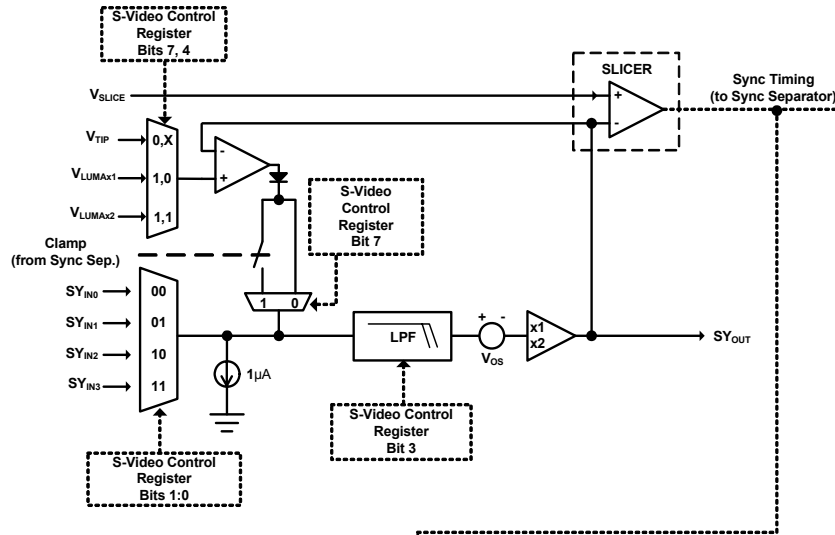 S-Video Control
Register
Bits 7, 4
SLICER
Sync Timing
(to Sync Separator)
VSLICE
+
-
VTIP
0,X
VLUMAx1
1,0
VLUMAx2
1,1
-
+
S-Video
Control
Register
Bit 7
Clamp
(from Sync Sep.)
1 0
SYIN0
00
SYIN1
01
SYIN2
10
SYIN3
11
1µA
LPF
+ -
VOS
x1
x2
SYOUT
S-Video Control
Register
Bit 3
S-Video Control
Register
Bits 1:0